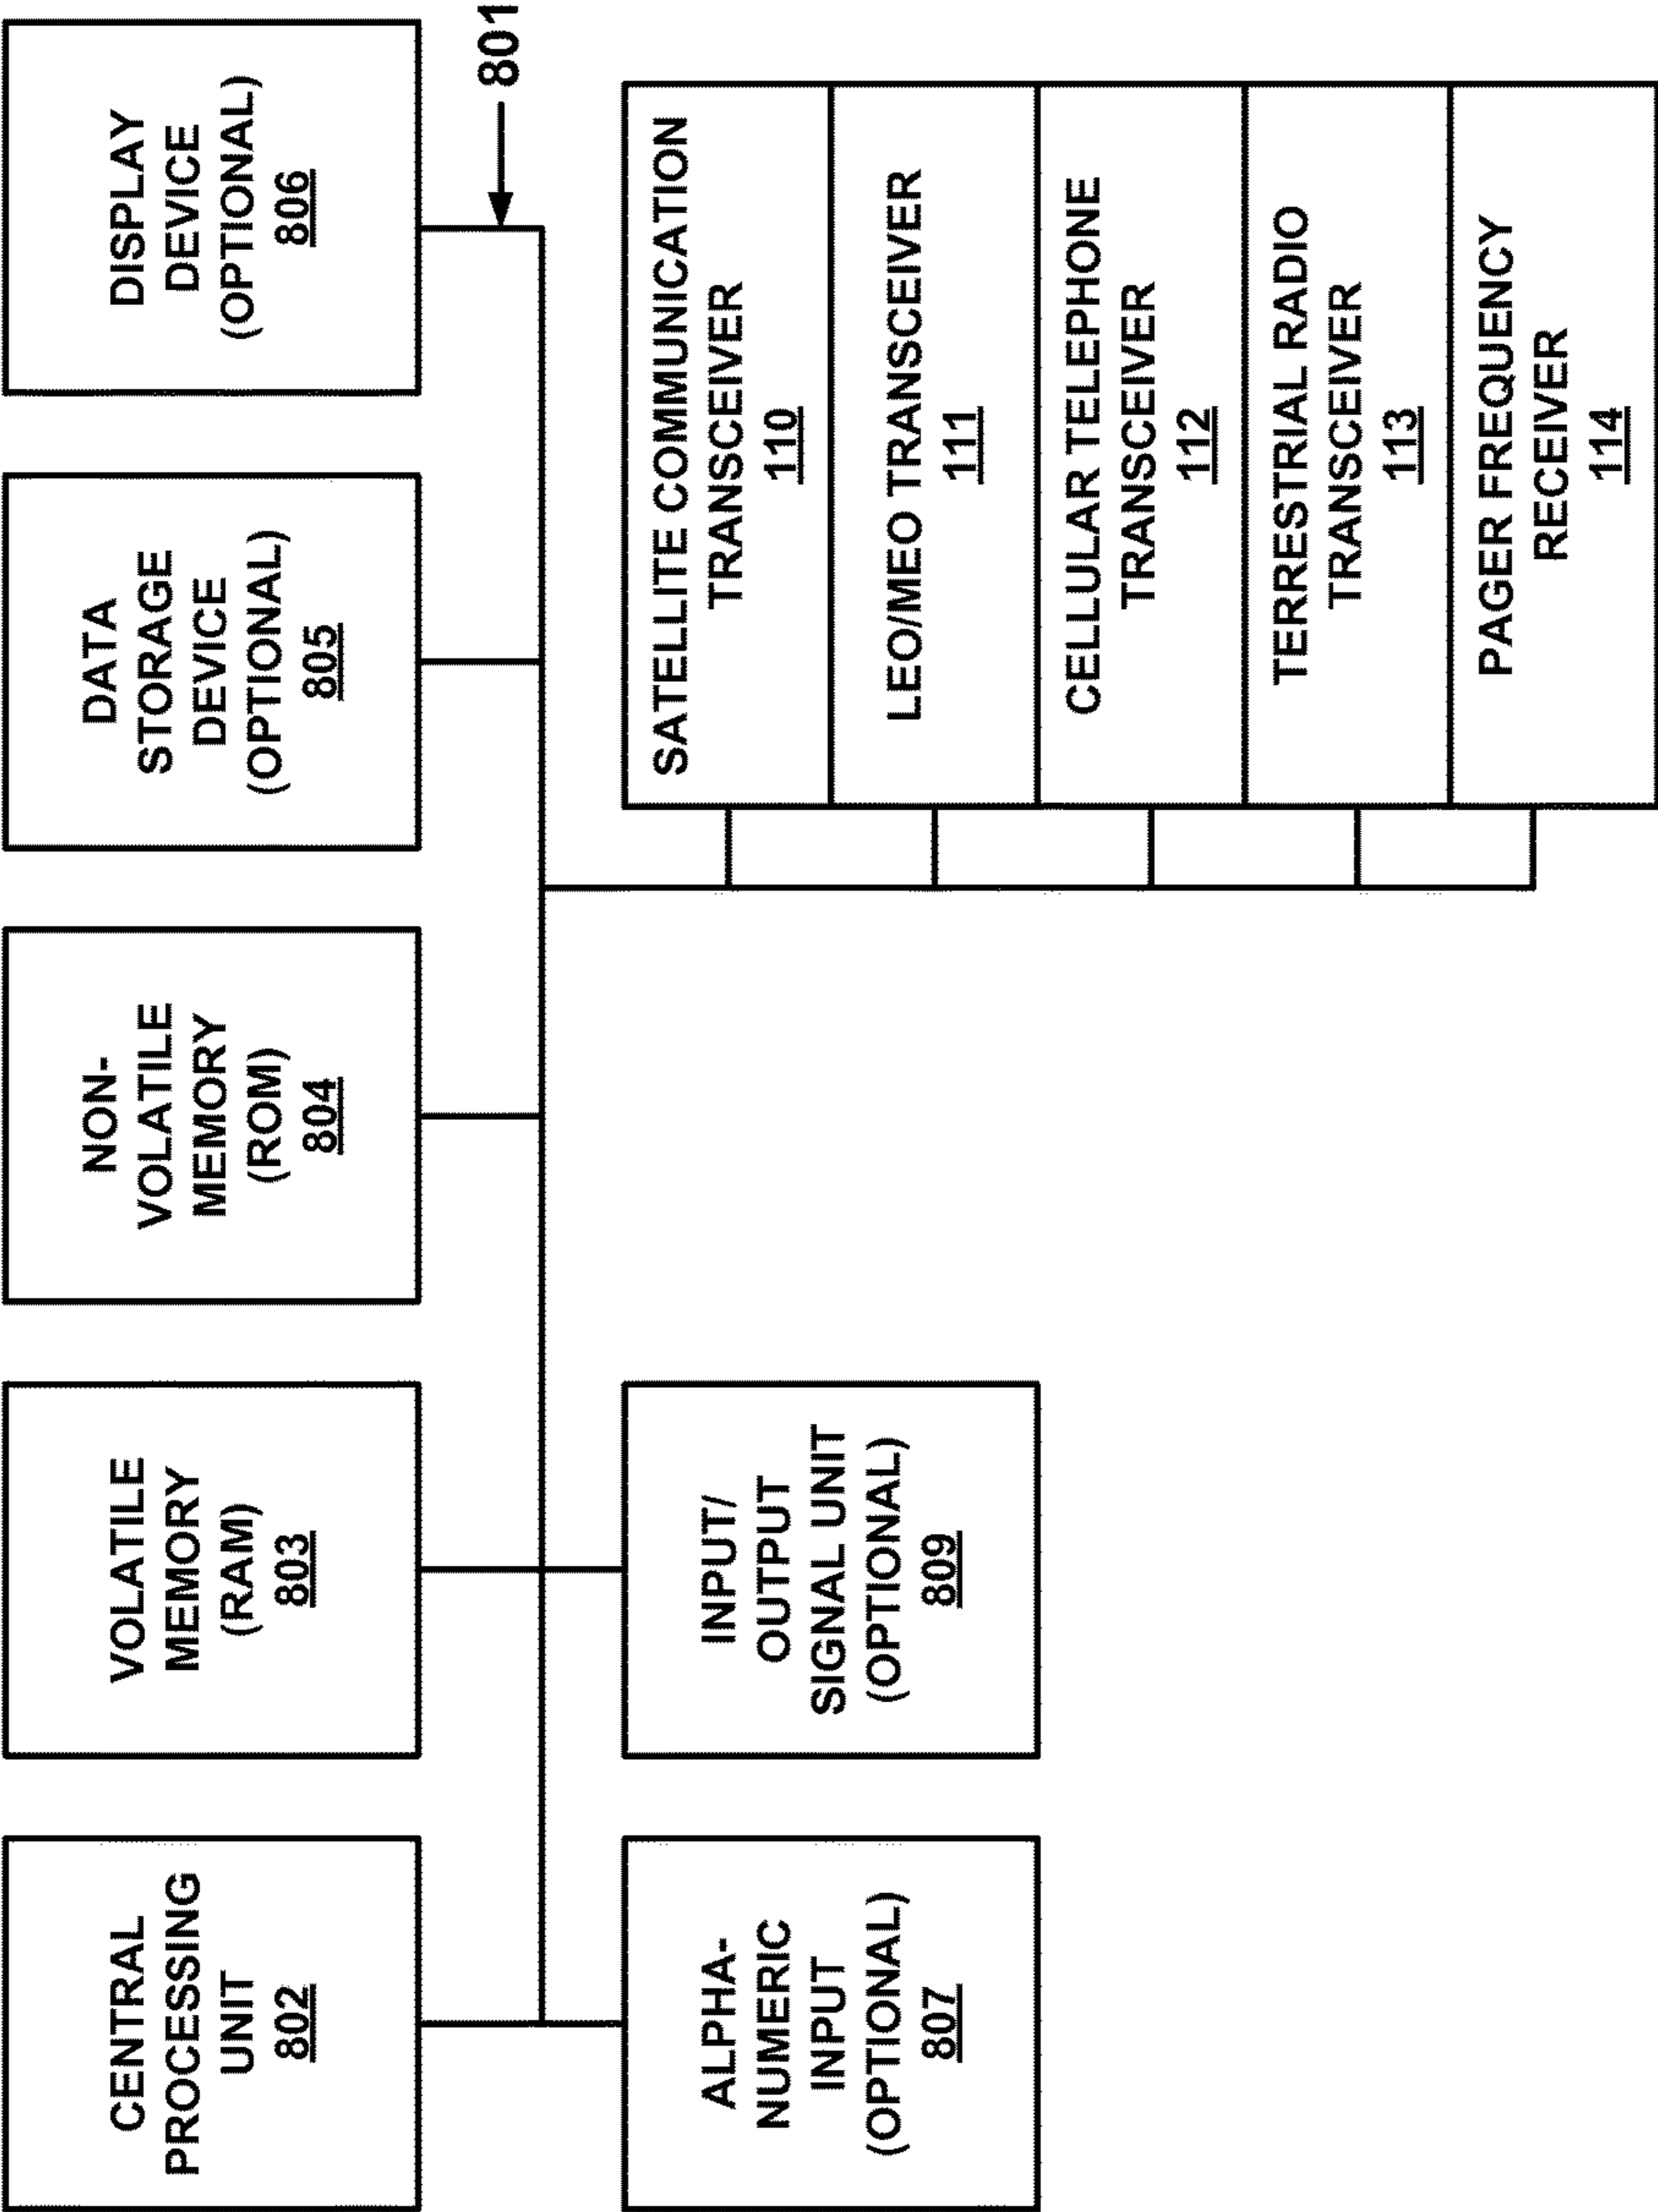 CENTRAL
PROCESSING
UNIT
802
VOLATILE
MEMORY
(RAM)
803
NON-
VOLATILE
MEMORY
(ROM)
804
DATA
STORAGE
DEVICE
(OPTIONAL)
805
DISPLAY
DEVICE
(OPTIONAL)
806
801
ALPHA-
NUMERIC
INPUT
(OPTIONAL)
807
INPUT/
OUTPUT
SIGNAL UNIT
(OPTIONAL)
809
SATELLITE COMMUNICATION
TRANSCEIVER
110
LEO/MEO TRANSCEIVER
111
CELLULAR TELEPHONE
TRANSCEIVER
112
TERRESTRIAL RADIO
TRANSCEIVER
113
PAGER FREQUENCY
RECEIVER
114